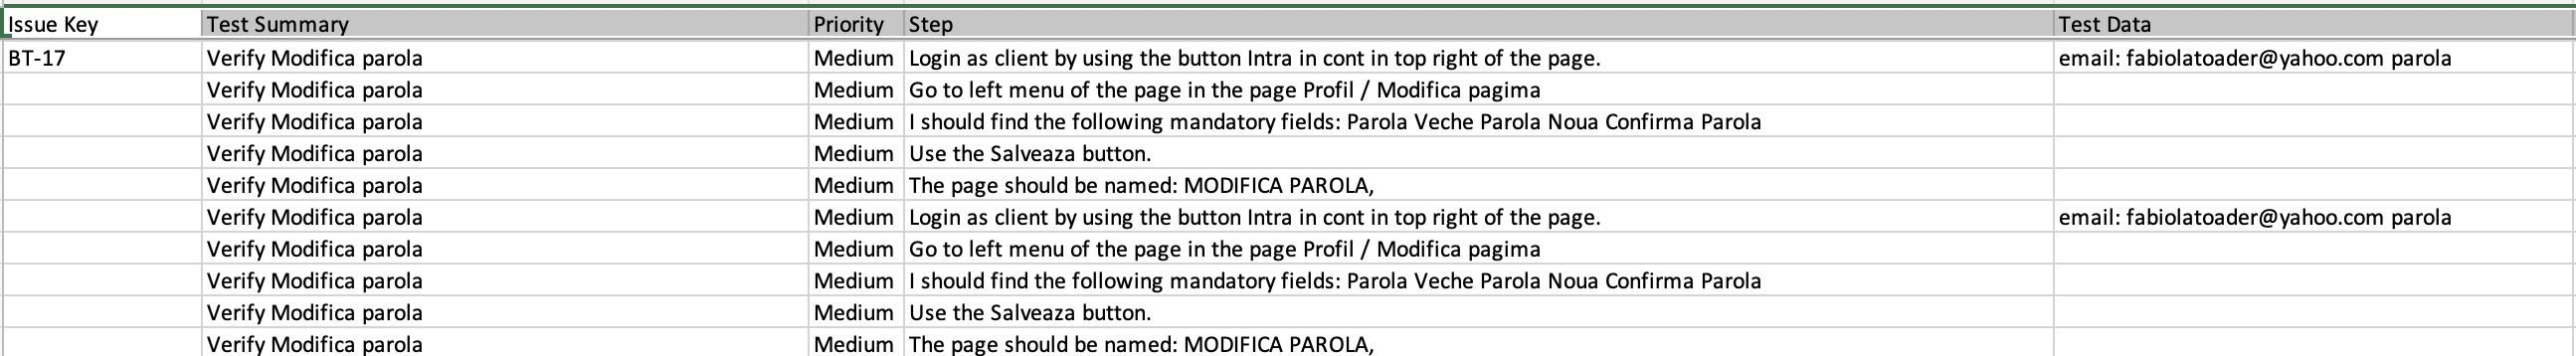 Issue Key Test Summary Priority Step Test Data
BT-17 Verify Modifica parola Medium Login as client by using the button Intra in cont in top right of the page. email: fabiolatoader@yahoo.com parola
Verify Modifica parola Medium Go to left menu of the page in the page Profil / Modifica pagima
Verify Modifica parola Medium I should find the following mandatory fields: Parola Veche Parola Noua Confirma Parola
Verify Modifica parola Medium Use the Salveaza button.
Verify Modifica parola Medium The page should be named: MODIFICA PAROLA,
Verify Modifica parola Medium Login as client by using the button Intra in cont in top right of the page. email: fabiolatoader@yahoo.com parola
Verify Modifica parola Medium Go to left menu of the page in the page Profil / Modifica pagima
Verify Modifica parola Medium I should find the following mandatory fields: Parola Veche Parola Noua Confirma Parola
Verify Modifica parola Medium Use the Salveaza button.
Verify Modifica parola Medium The page should be named: MODIFICA PAROLA,